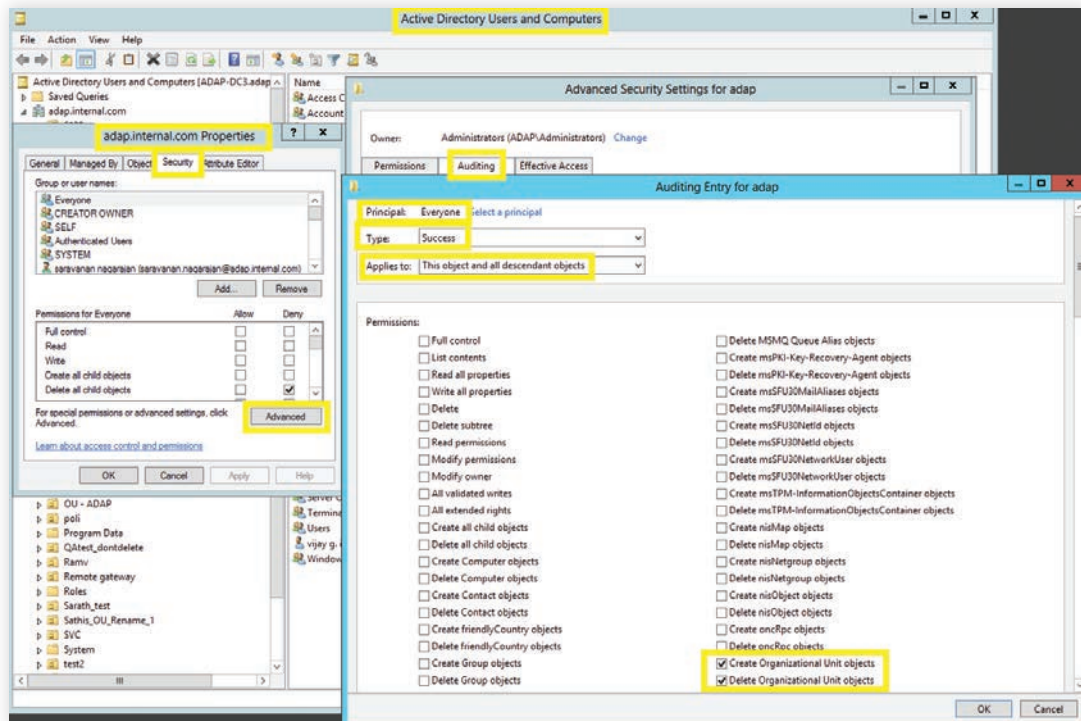 Active Directory Users and Computers
File Action View Help
Active Directory Users and Computers [ADAP-DC3.adap
Saved Queries
adap.internal.com
Name
Access C
Account
adap.internal.com Properties
? x
General Managed By Object Security Attribute Editor
Group or user names:
Everyone
CREATOR OWNER
SELF
Authenticated Users
SYSTEM
saravanan nagarajan (saravanan.nagarajan@adap.internal.com)
Add... Remove
Permissions for Everyone Allow Deny
Full control
Read
Write
Create all child objects
Delete all child objects
For special permissions or advanced settings, click
Advanced.
Advanced
Learn about access control and permissions
OK Cancel Apply Help
OU - ADAP
poli
Program Data
QAtest_dontdelete
Ramv
Remote gateway
Roles
Sarath_test
Sathis_OU_Rename_1
SVC
System
test2
Server C
Termina
Users
vijay g.
Window
Advanced Security Settings for adap
Owner: Administrators (ADAP\Administrators) Change
Permissions Auditing Effective Access
Auditing Entry for adap
Principal: Everyone Select a principal
Type: Success
Applies to: This object and all descendant objects
Permissions:
Full control
List contents
Read all properties
Write all properties
Delete
Delete subtree
Read permissions
Modify permissions
Modify owner
All validated writes
All extended rights
Create all child objects
Delete all child objects
Create Computer objects
Delete Computer objects
Create Contact objects
Delete Contact objects
Create friendlyCountry objects
Delete friendlyCountry objects
Create Group objects
Delete Group objects
Delete MSMQ Queue Alias objects
Create msPKI-Key-Recovery-Agent objects
Delete msPKI-Key-Recovery-Agent objects
Create msSFU30MailAliases objects
Delete msSFU30MailAliases objects
Create msSFU30NetId objects
Delete msSFU30NetId objects
Create msSFU30NetworkUser objects
Delete msSFU30NetworkUser objects
Create msTPM-InformationObjectsContainer objects
Delete msTPM-InformationObjectsContainer objects
Create nisMap objects
Delete nisMap objects
Create nisNetgroup objects
Delete nisNetgroup objects
Create nisObject objects
Delete nisObject objects
Create oncRpc objects
Delete oncRpc objects
Create Organizational Unit objects
Delete Organizational Unit objects
OK Cancel